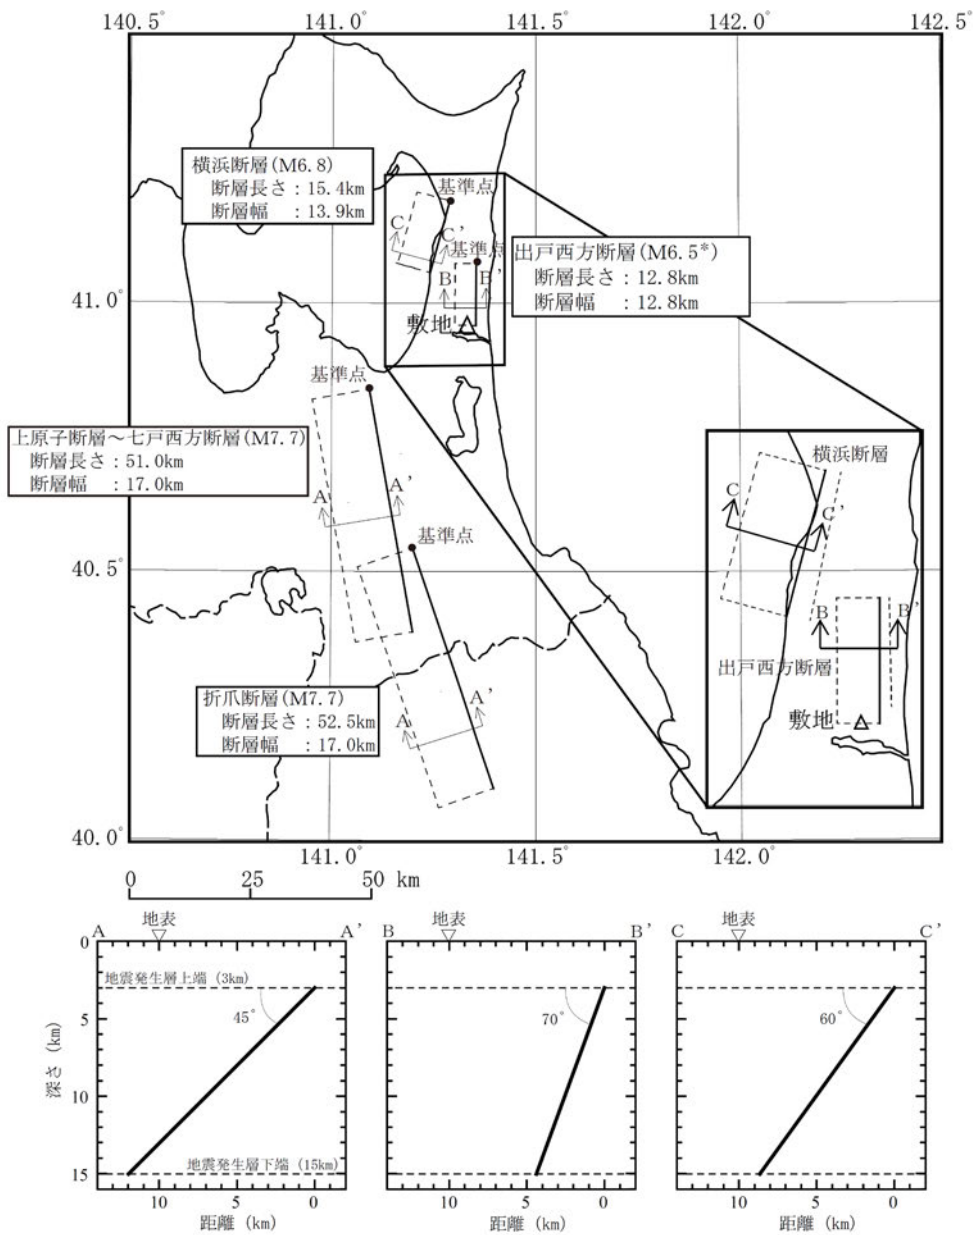 140.5° 141.0° 141.5° 142.0° 142.5°
横浜断層(M6.8)
断層長さ：15.4km
断層幅　：13.9km
基準点
C C'
基準点
B B'
敷地
出戸西方断層(M6.5*)
断層長さ：12.8km
断層幅　：12.8km
41.0°
基準点
上原子断層～七戸西方断層(M7.7)
断層長さ：51.0km
断層幅　：17.0km
A A'
基準点
40.5°
横浜断層
C C'
B B'
出戸西方断層
敷地
折爪断層(M7.7)
断層長さ：52.5km
断層幅　：17.0km
A A'
40.0°
141.0° 141.5° 142.0°
0 25 50 km
A 地表 A'
0
地震発生層上端 (3km)
45°
5
深さ (km)
10
地震発生層下端 (15km)
15
10 5 0
距離 (km)
B 地表 B'
70°
10 5 0
距離 (km)
C 地表 C'
60°
10 5 0
距離 (km)